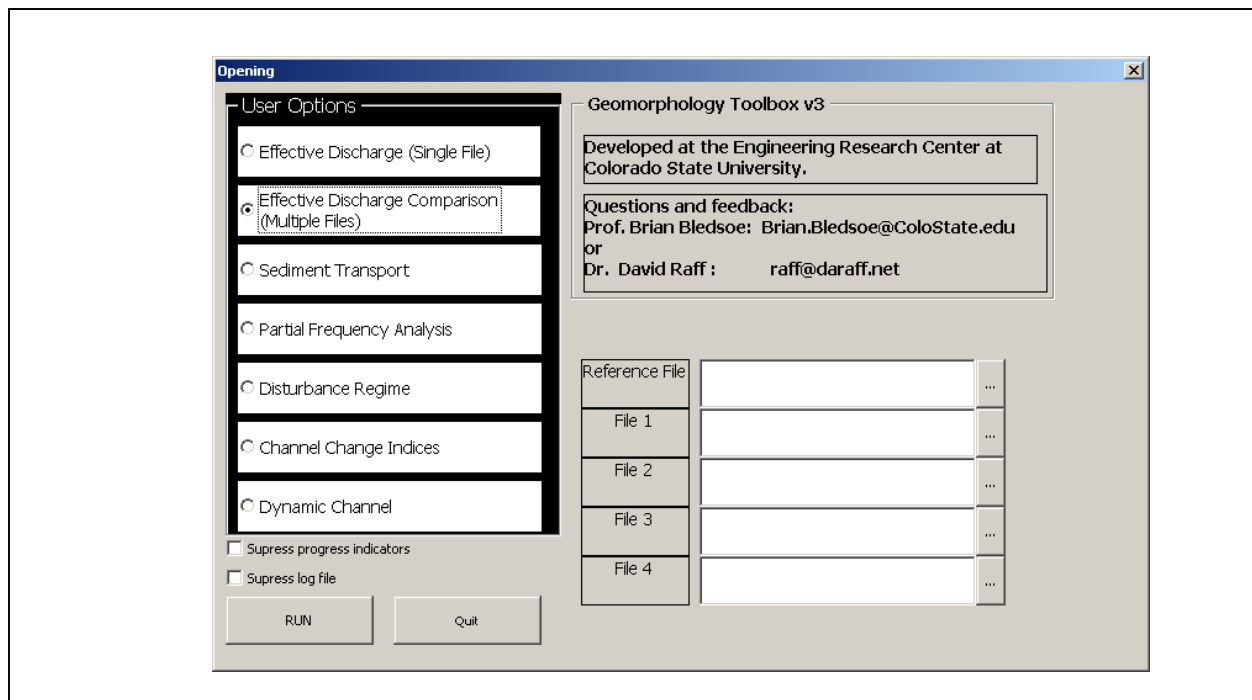 Opening
User Options
Effective Discharge (Single File)
Effective Discharge Comparison
(Multiple Files)
Sediment Transport
Partial Frequency Analysis
Disturbance Regime
Channel Change Indices
Dynamic Channel
Supress progress indicators
Supress log file
RUN
Quit
Geomorphology Toolbox v3
Developed at the Engineering Research Center at
Colorado State University.
Questions and feedback:
Prof. Brian Bledsoe: Brian.Bledsoe@ColoState.edu
or
Dr. David Raff : raff@daraff.net
Reference File
...
File 1
...
File 2
...
File 3
...
File 4
...